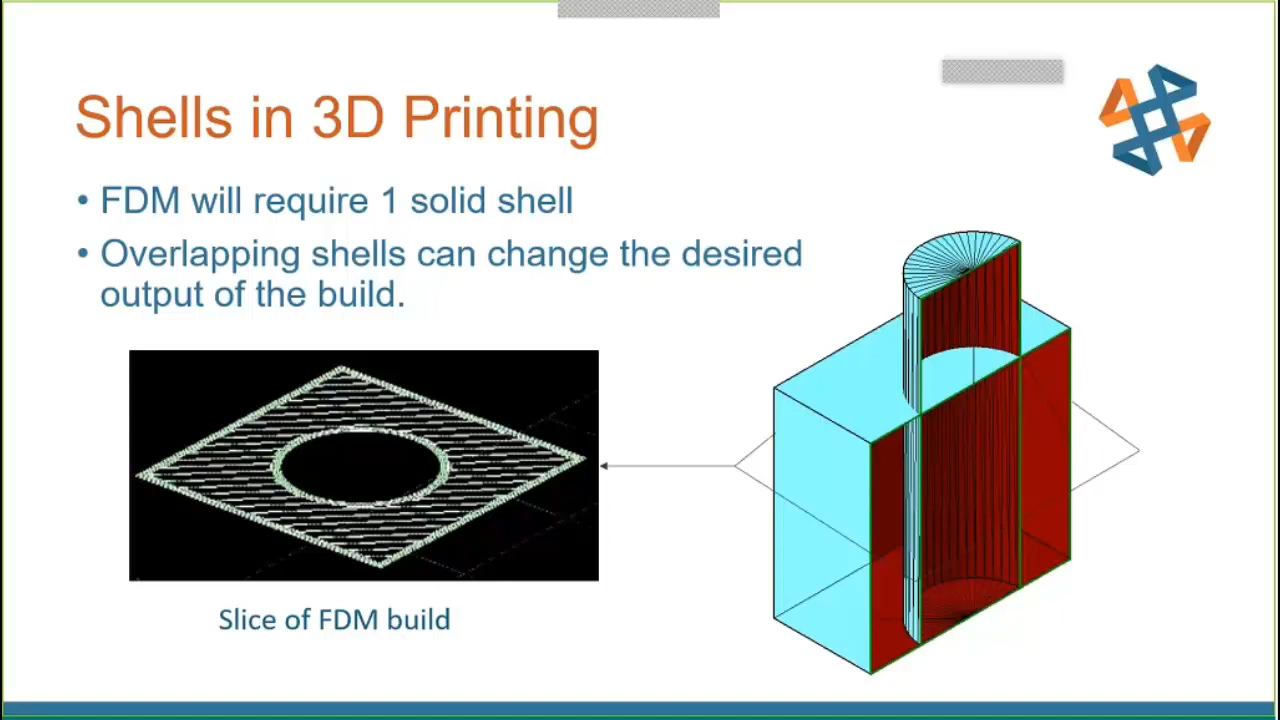 Shells in 3D Printing
• FDM will require 1 solid shell
• Overlapping shells can change the desired
output of the build.
Slice of FDM build